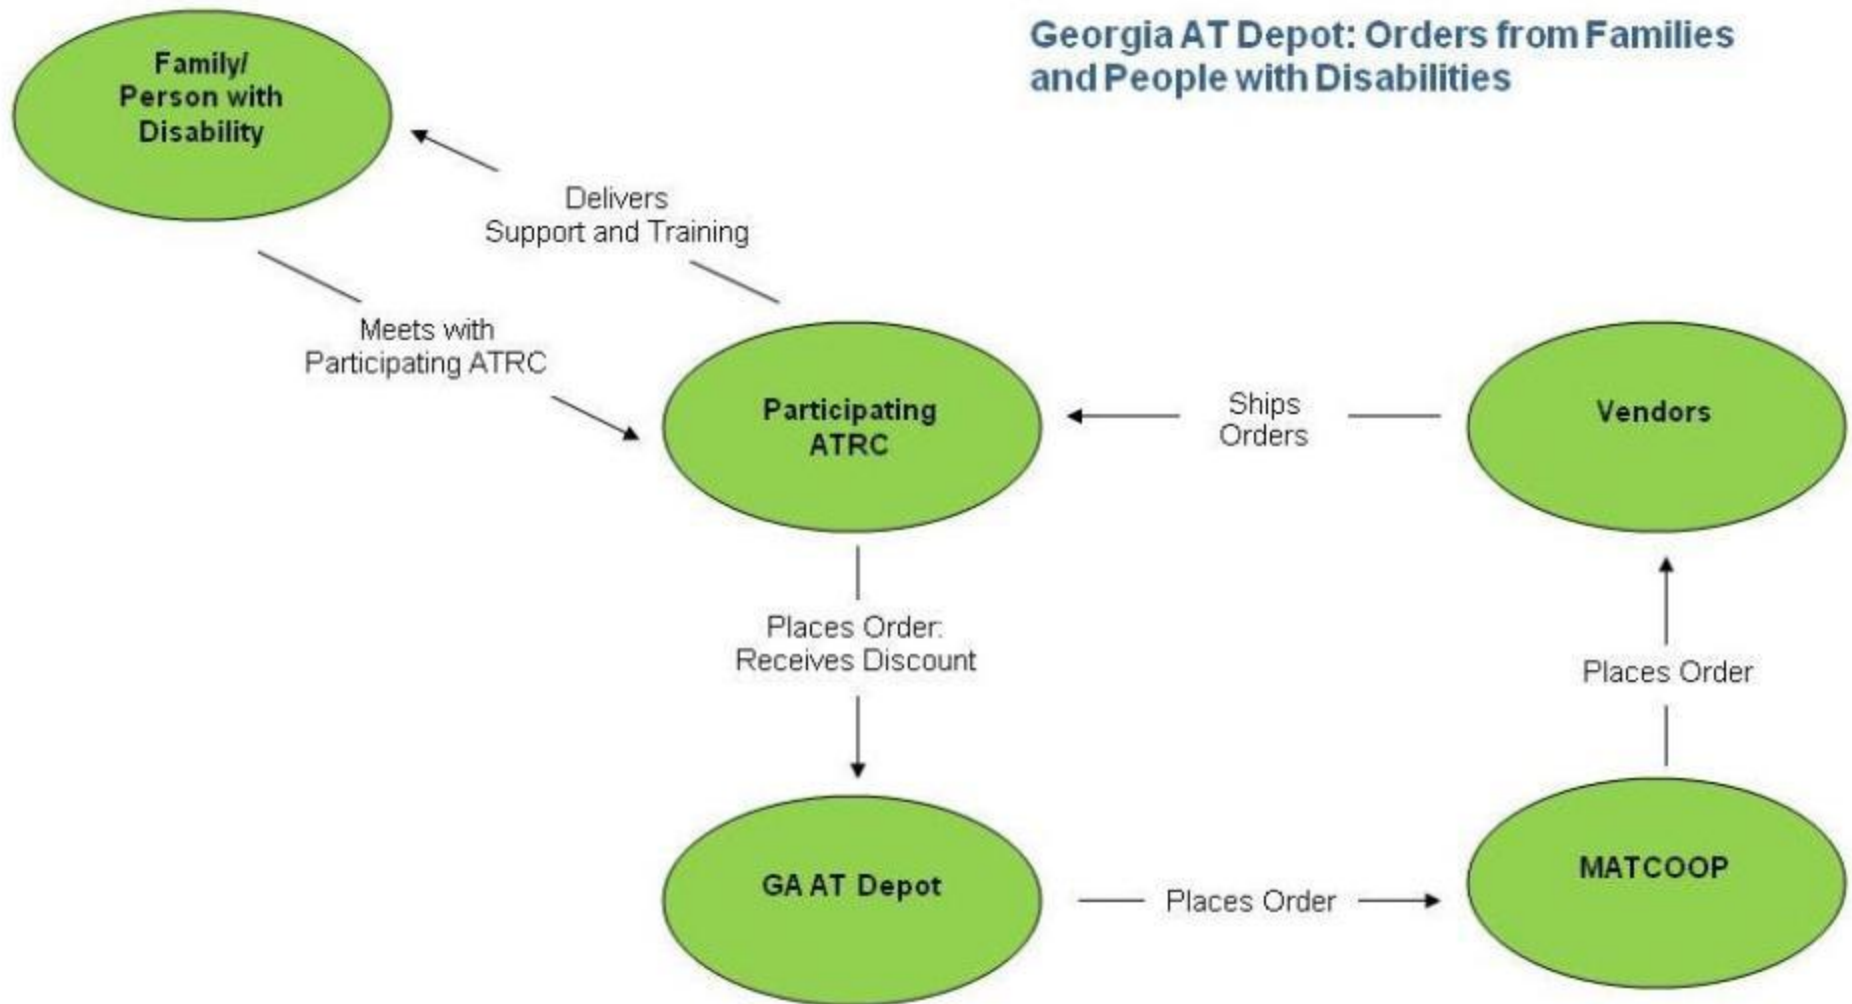 Georgia AT Depot: Orders from Families
and People with Disabilities
Family/
Person with
Disability
Delivers
Support and Training
Meets with
Participating ATRC
Participating
ATRC
Ships
Orders
Vendors
Places Order:
Receives Discount
Places Order
GA AT Depot
Places Order
MATCOOP